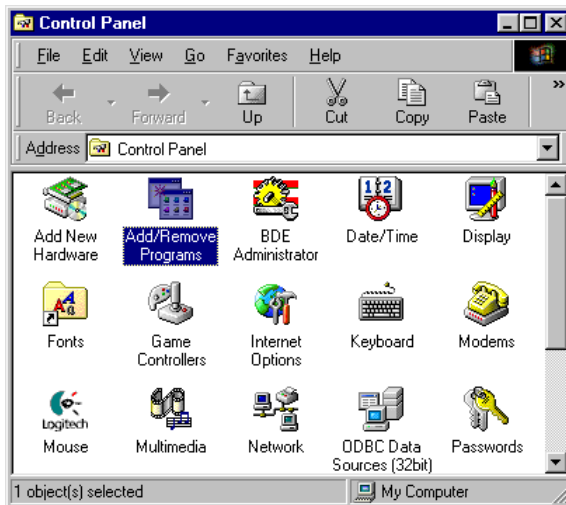 Control Panel
File Edit View Go Favorites Help
Back Forward Up Cut Copy Paste »
Address Control Panel
Add New Hardware
Add/Remove Programs
BDE Administrator
Date/Time
Display
Fonts
Game Controllers
Internet Options
Keyboard
Modems
Logitech
Mouse
Multimedia
Network
ODBC Data Sources (32bit)
Passwords
1 object(s) selected
My Computer